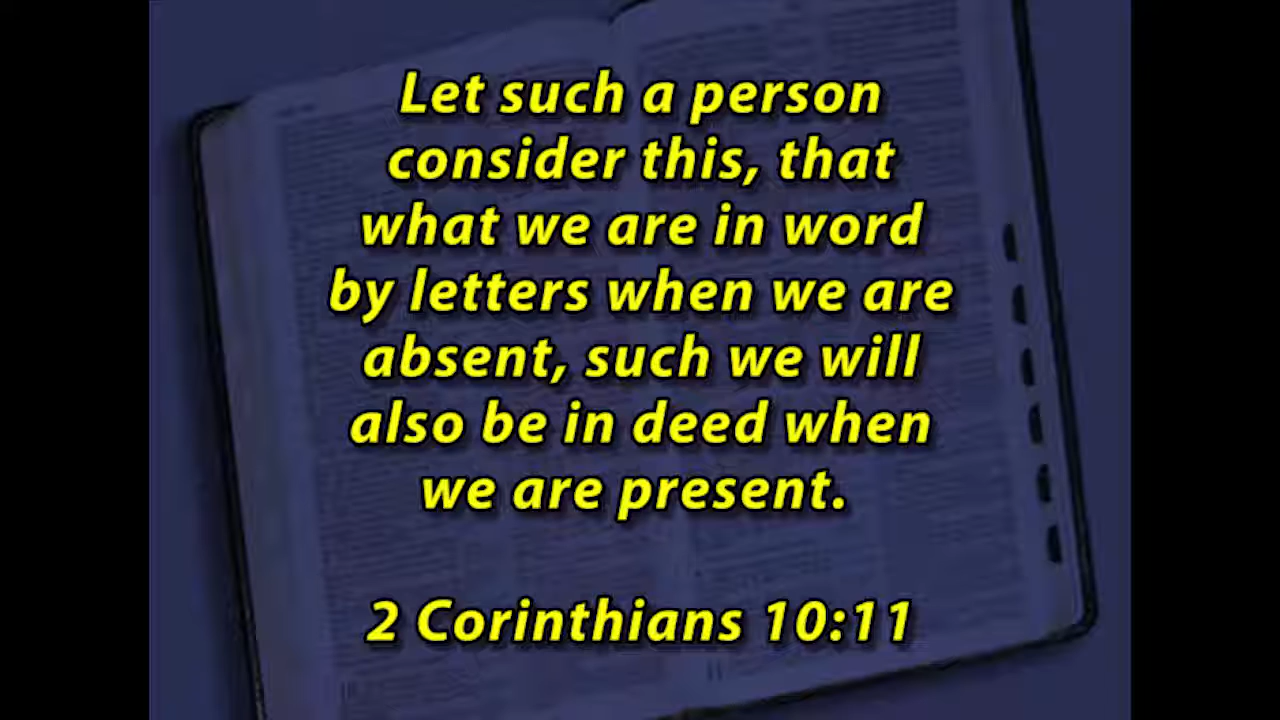 Let such a person
consider this, that
what we are in word
by letters when we are
absent, such we will
also be in deed when
we are present.
2 Corinthians 10:11